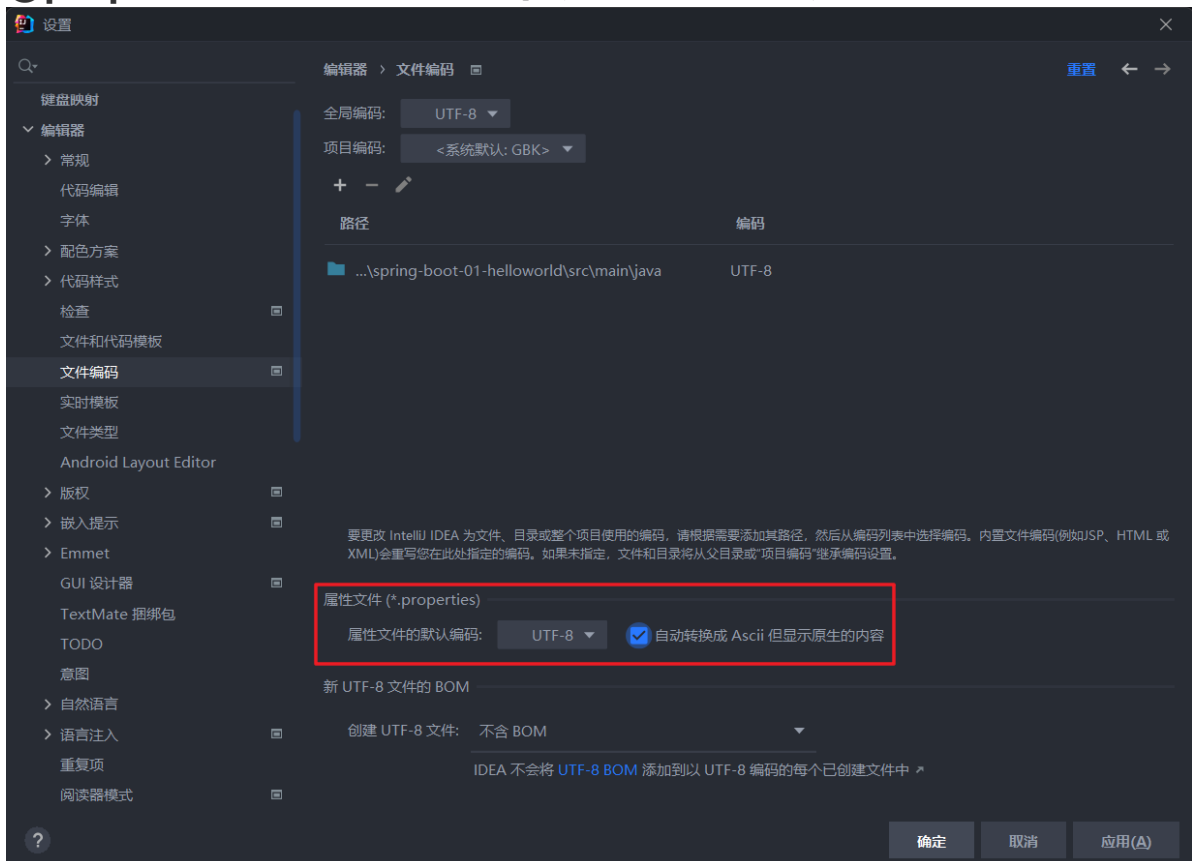 设置
编辑器 › 文件编码
重置
键盘映射
编辑器
常规
代码编辑
字体
配色方案
代码样式
检查
文件和代码模板
文件编码
实时模板
文件类型
Android Layout Editor
版权
嵌入提示
Emmet
GUI 设计器
TextMate 捆绑包
TODO
意图
自然语言
语言注入
重复项
阅读器模式
全局编码: UTF-8
项目编码: <系统默认: GBK>
路径 编码
...\spring-boot-01-helloworld\src\main\java UTF-8
要更改 IntelliJ IDEA 为文件、目录或整个项目使用的编码，请根据需要添加其路径，然后从编码列表中选择编码。内置文件编码(例如JSP、HTML 或
XML)会重写您在此处指定的编码。如果未指定，文件和目录将从父目录或"项目编码"继承编码设置。
属性文件 (*.properties)
属性文件的默认编码: UTF-8 自动转换成 Ascii 但显示原生的内容
新 UTF-8 文件的 BOM
创建 UTF-8 文件: 不含 BOM
IDEA 不会将 UTF-8 BOM 添加到以 UTF-8 编码的每个已创建文件中 ↗
?
确定 取消 应用(A)